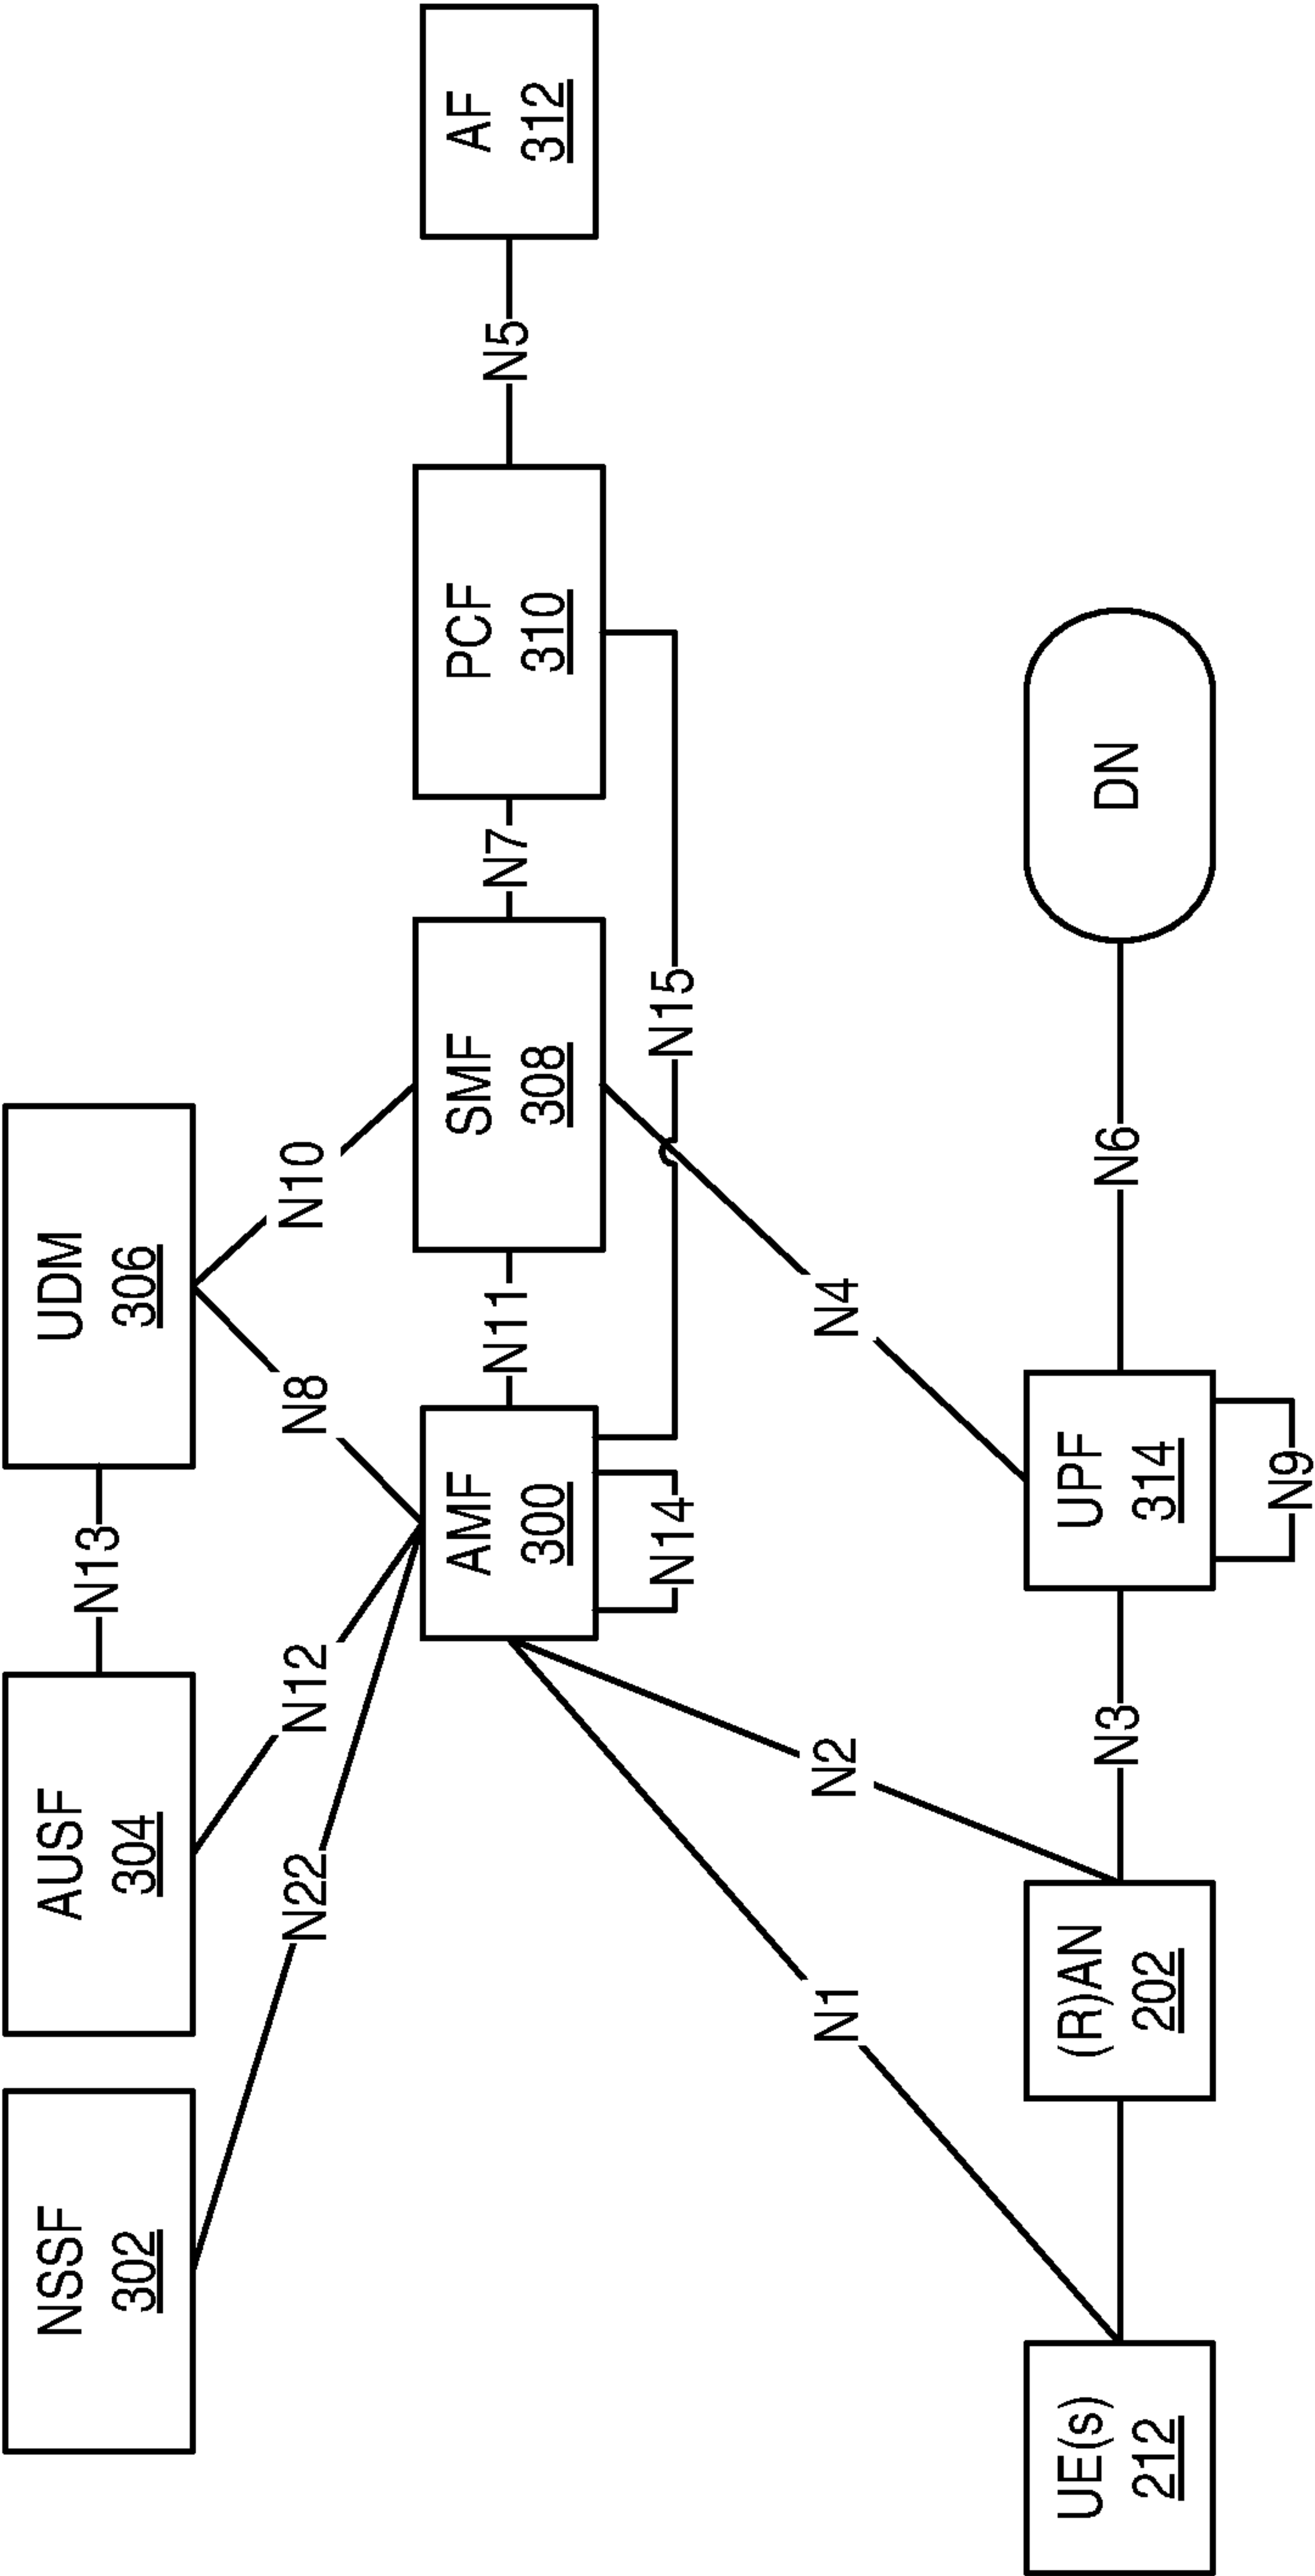 NSSF
302
AUSF
304
N13
UDM
306
N22
N12
N8
N10
AMF
300
N11
SMF
308
N7
PCF
310
N5
AF
312
N14
N15
N1
N2
N4
UE(s)
212
(R)AN
202
N3
UPF
314
N6
DN
N9